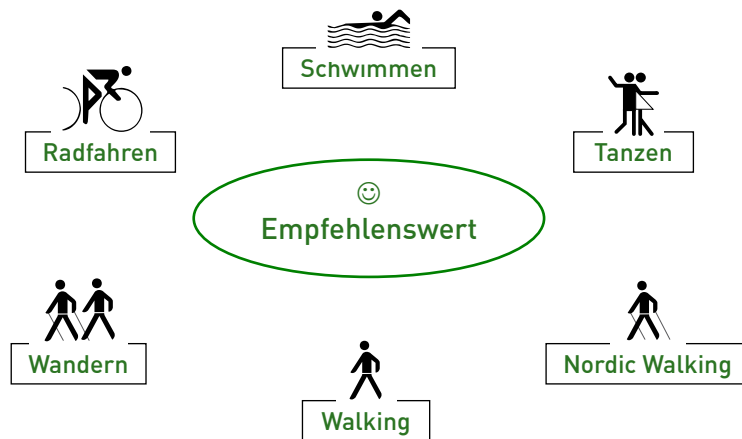 Schwimmen
Radfahren
Tanzen
Empfehlenswert
Wandern
Nordic Walking
Walking